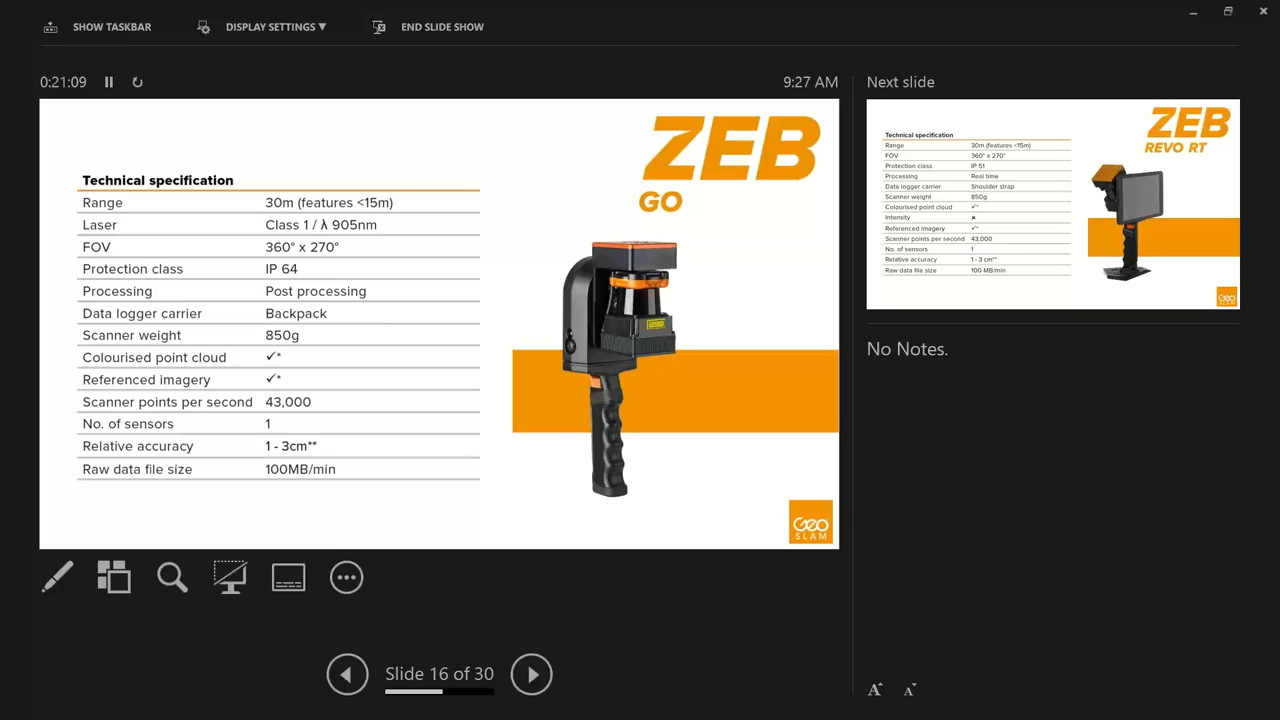 SHOW TASKBAR DISPLAY SETTINGS ▼ END SLIDE SHOW
0:21:09 9:27 AM Next slide
ZEB
GO
Technical specification
Range 30m (features <15m)
Laser Class 1 / λ 905nm
FOV 360° x 270°
Protection class IP 64
Processing Post processing
Data logger carrier Backpack
Scanner weight 850g
Colourised point cloud ✓*
Referenced imagery ✓*
Scanner points per second 43,000
No. of sensors 1
Relative accuracy 1 - 3cm**
Raw data file size 100MB/min
GEO
SLAM
ZEB
REVO RT
Technical specification
Range 30m (features <15m)
FOV 360° x 270°
Protection class IP 51
Processing Real time
Data logger carrier Shoulder strap
Scanner weight 850g
Colourised point cloud ✓*
Intensity ×
Referenced imagery ✓*
Scanner points per second 43,000
No. of sensors 1
Relative accuracy 1 - 3 cm**
Raw data file size 100 MB/min
GEO
SLAM
No Notes.
Slide 16 of 30
A A